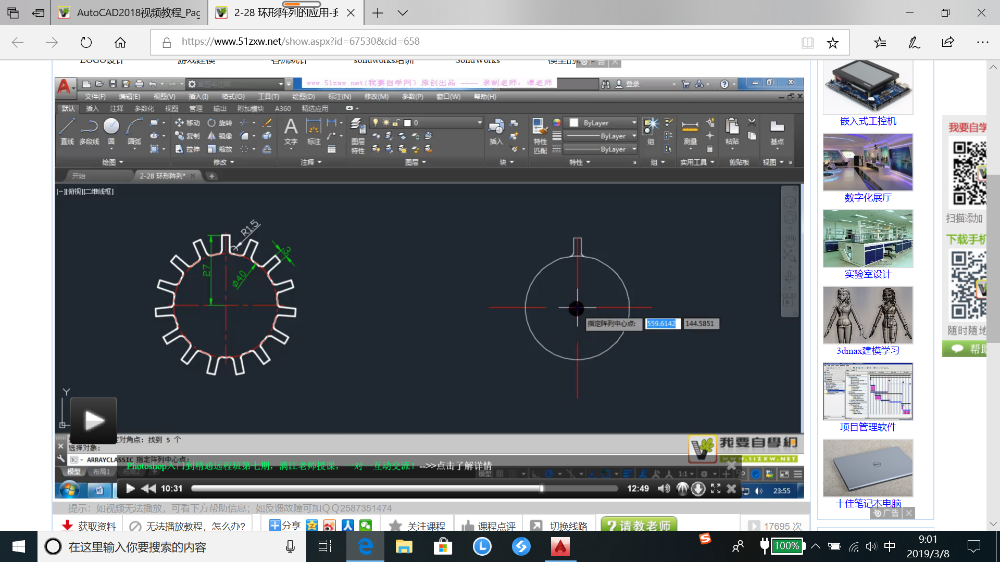 AutoCAD2018视频教程_Pag
2-28 环形阵列的应用-我
https://www.51zxw.net/show.aspx?id=67530&cid=658
LOGO设计 游戏建模 客流统计 solidworks培训 SolidWorks
广告
www.51zxw.net(我要自学网) 原创出品 ---- 录制老师: 谭老师
登录
文件(F) 编辑(E) 视图(V) 插入(I) 格式(O) 工具(T) 绘图(D) 标注(N) 修改(M) 参数(P) 窗口(W) 帮助(H)
默认 插入 注释 参数化 视图 管理 输出 附加模块 A360 精选应用
移动 旋转 0 ByLayer
直线 多段线 圆 圆弧 复制 镜像 文字 标注 图层特性 插入 特性匹配 ByLayer 组 测量 粘贴 基点
拉伸 缩放 ByLayer
绘图 修改 注释 图层 块 特性 组 实用工具 剪贴板 视图
开始 2-28 环形阵列*
[-][俯视][二维线框]
R1.5
3
27
ø40
指定阵列中心点: 559.6142 144.5851
Y
对角点: 找到 5 个
选择对象:
ARRAYCLASSIC 指定阵列中心点:
Photoshop入门到精通远程班第七期，漓江老师授课，一对一互动交流！-->>点击了解详情
模型 布局1 布局2
模型 1:1
我要自學網
WWW.51ZXW.NET
10:31 12:49 23:55
提示：如视频无法播放，可看下方帮助信息；如反馈故障可加QQ2587351474
获取资料 无法播放教程，怎么办? 分享 关注课程 课程点评 切换线路 ?请教老师 17695 次
嵌入式工控机
数字化展厅
实验室设计
3dmax建模学习
项目管理软件
DELL
十佳笔记本电脑
广告
我要自学
扫描添加
下载手机
随时随地
帮助
在这里输入你要搜索的内容
100%
中
9:01
2019/3/8